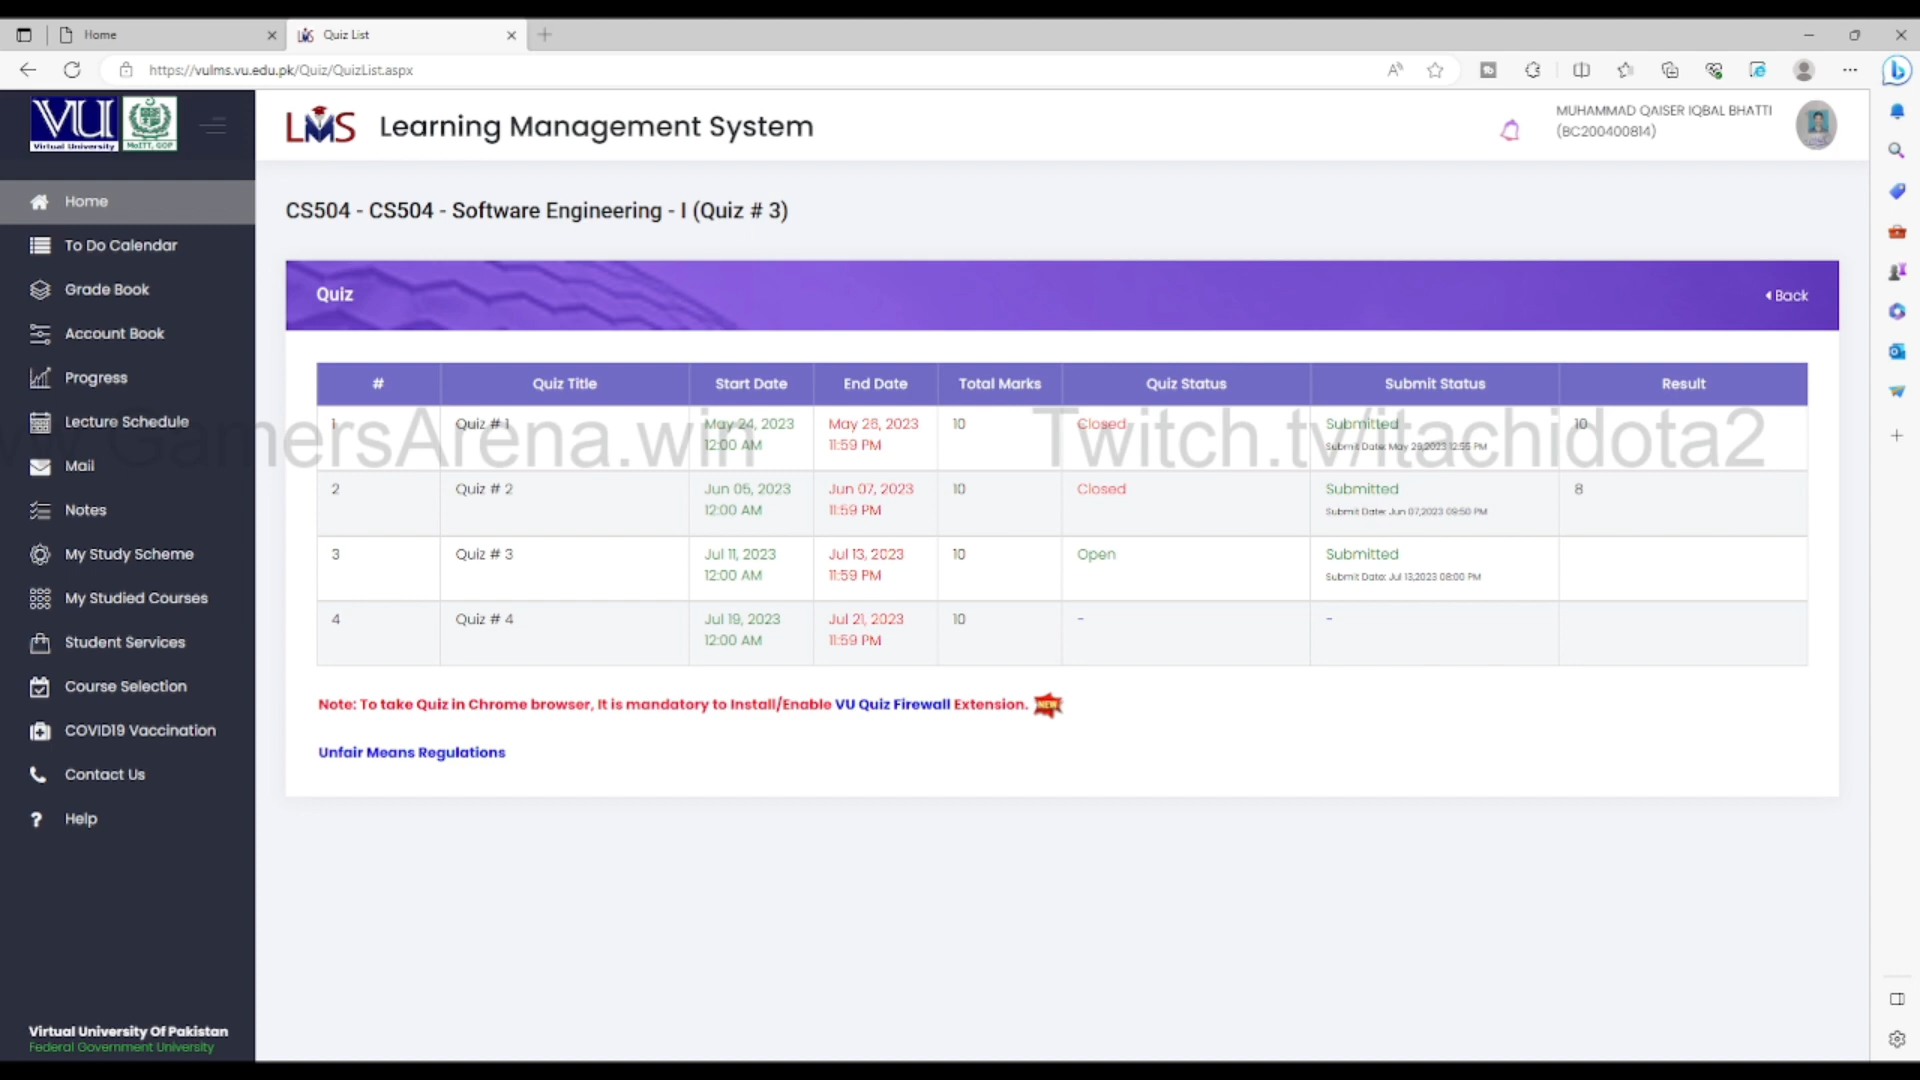 Home
Quiz List
https://vulms.vu.edu.pk/Quiz/QuizList.aspx
VU
Virtual University
MoITT, GOP
LMS Learning Management System
MUHAMMAD QAISER IQBAL BHATTI
(BC200400814)
Home
To Do Calendar
Grade Book
Account Book
Progress
Lecture Schedule
Mail
Notes
My Study Scheme
My Studied Courses
Student Services
Course Selection
COVID19 Vaccination
Contact Us
? Help
Virtual University Of Pakistan
Federal Government University
CS504 - CS504 - Software Engineering - I (Quiz # 3)
Quiz
Back
# Quiz Title Start Date End Date Total Marks Quiz Status Submit Status Result
1 Quiz # 1 May 24, 2023 May 26, 2023 10 Closed Submitted 10
12:00 AM 11:59 PM Submit Date: May 26,2023 12:55 PM
www.GamersArena.win Twitch.tv/itachidota2
2 Quiz # 2 Jun 05, 2023 Jun 07, 2023 10 Closed Submitted 8
12:00 AM 11:59 PM Submit Date: Jun 07,2023 09:50 PM
3 Quiz # 3 Jul 11, 2023 Jul 13, 2023 10 Open Submitted
12:00 AM 11:59 PM Submit Date: Jul 13,2023 08:00 PM
4 Quiz # 4 Jul 19, 2023 Jul 21, 2023 10 - -
12:00 AM 11:59 PM
Note: To take Quiz in Chrome browser, It is mandatory to Install/Enable VU Quiz Firewall Extension. NEW
Unfair Means Regulations